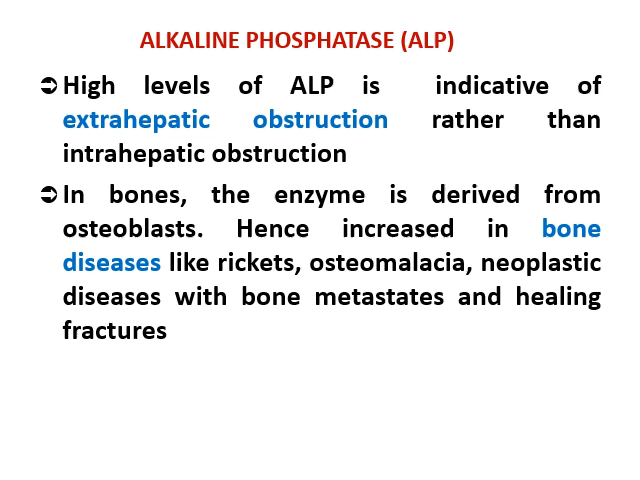 ALKALINE PHOSPHATASE (ALP)
➲ High levels of ALP is indicative of
extrahepatic obstruction rather than
intrahepatic obstruction
➲ In bones, the enzyme is derived from
osteoblasts. Hence increased in bone
diseases like rickets, osteomalacia, neoplastic
diseases with bone metastates and healing
fractures